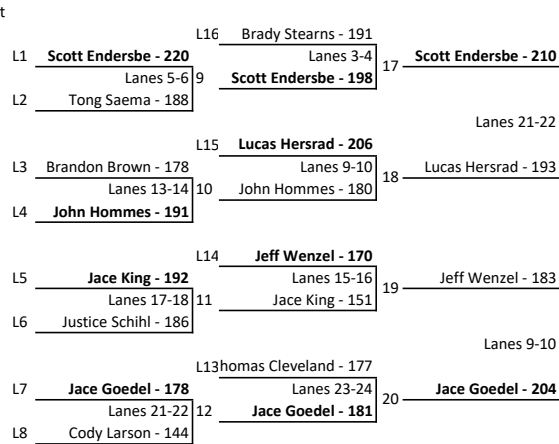 t
L16 Brady Stearns - 191
L1 Scott Endersbe - 220 Lanes 3-4 17 Scott Endersbe - 210
Lanes 5-6 9 Scott Endersbe - 198
L2 Tong Saema - 188
Lanes 21-22
L15 Lucas Hersrad - 206
L3 Brandon Brown - 178 Lanes 9-10 18 Lucas Hersrad - 193
Lanes 13-14 10 John Hommes - 180
L4 John Hommes - 191
L14 Jeff Wenzel - 170
L5 Jace King - 192 Lanes 15-16 19 Jeff Wenzel - 183
Lanes 17-18 11 Jace King - 151
L6 Justice Schihl - 186
Lanes 9-10
L13 homas Cleveland - 177
L7 Jace Goedel - 178 Lanes 23-24 20 Jace Goedel - 204
Lanes 21-22 12 Jace Goedel - 181
L8 Cody Larson - 144